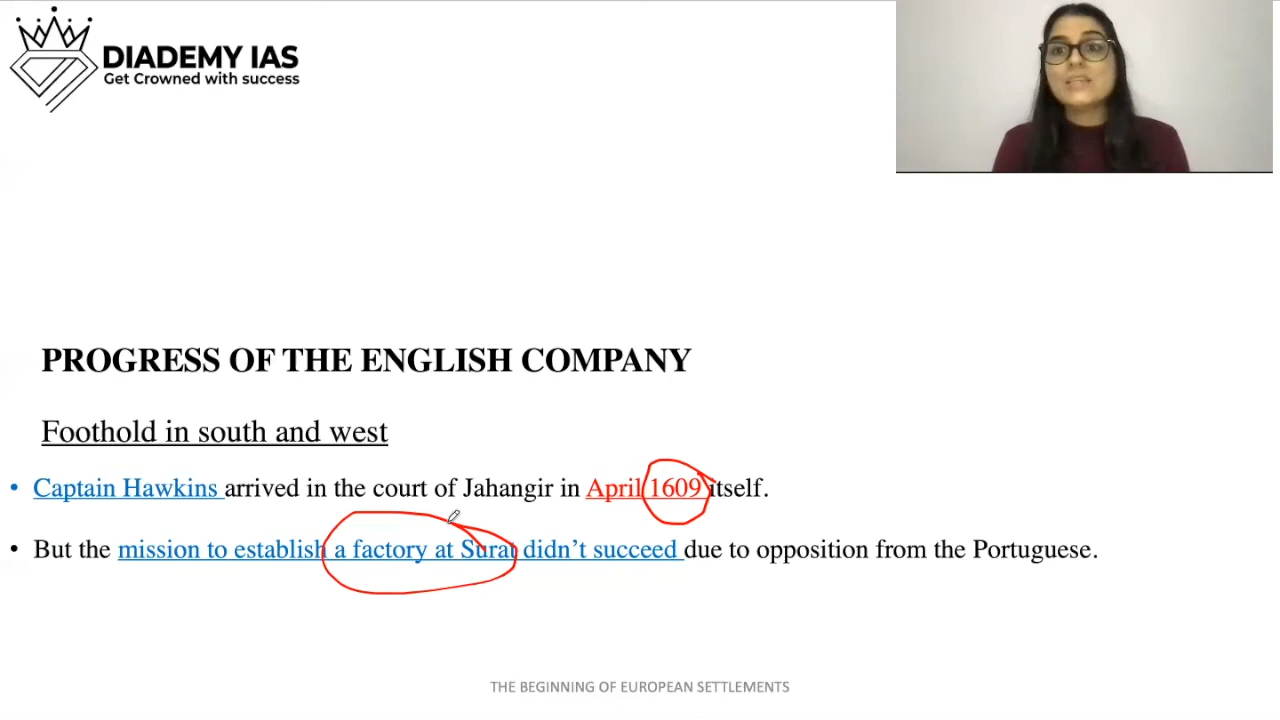 DIADEMY IAS
Get Crowned with success
PROGRESS OF THE ENGLISH COMPANY
Foothold in south and west
• Captain Hawkins arrived in the court of Jahangir in April 1609 itself.
• But the mission to establish a factory at Surat didn’t succeed due to opposition from the Portuguese.
THE BEGINNING OF EUROPEAN SETTLEMENTS